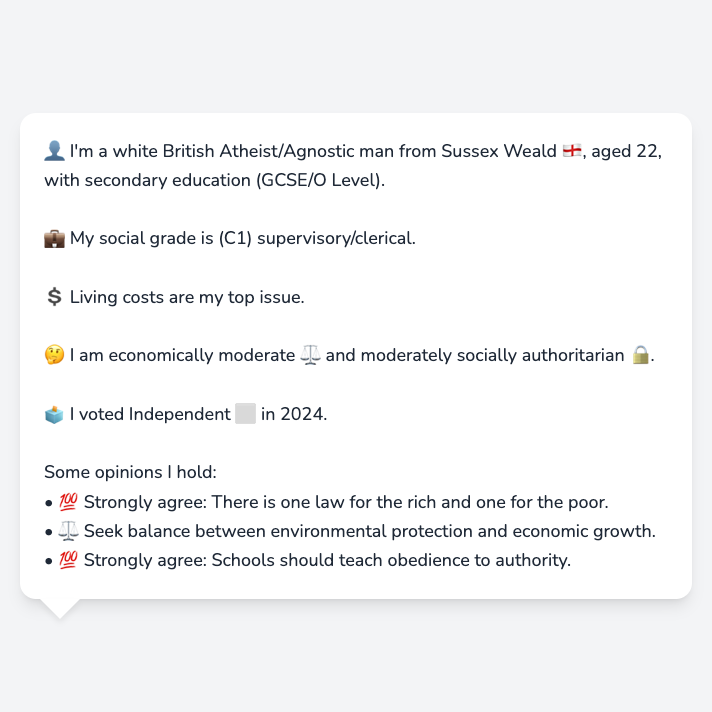 👤 I'm a white British Atheist/Agnostic man from Sussex Weald 🏴󠁧󠁢󠁥󠁮󠁧󠁿, aged 22,
with secondary education (GCSE/O Level).
💼 My social grade is (C1) supervisory/clerical.
💲 Living costs are my top issue.
🤔 I am economically moderate ⚖️ and moderately socially authoritarian 🔒.
🗳️ I voted Independent ⬜ in 2024.
Some opinions I hold:
• 💯 Strongly agree: There is one law for the rich and one for the poor.
• ⚖️ Seek balance between environmental protection and economic growth.
• 💯 Strongly agree: Schools should teach obedience to authority.